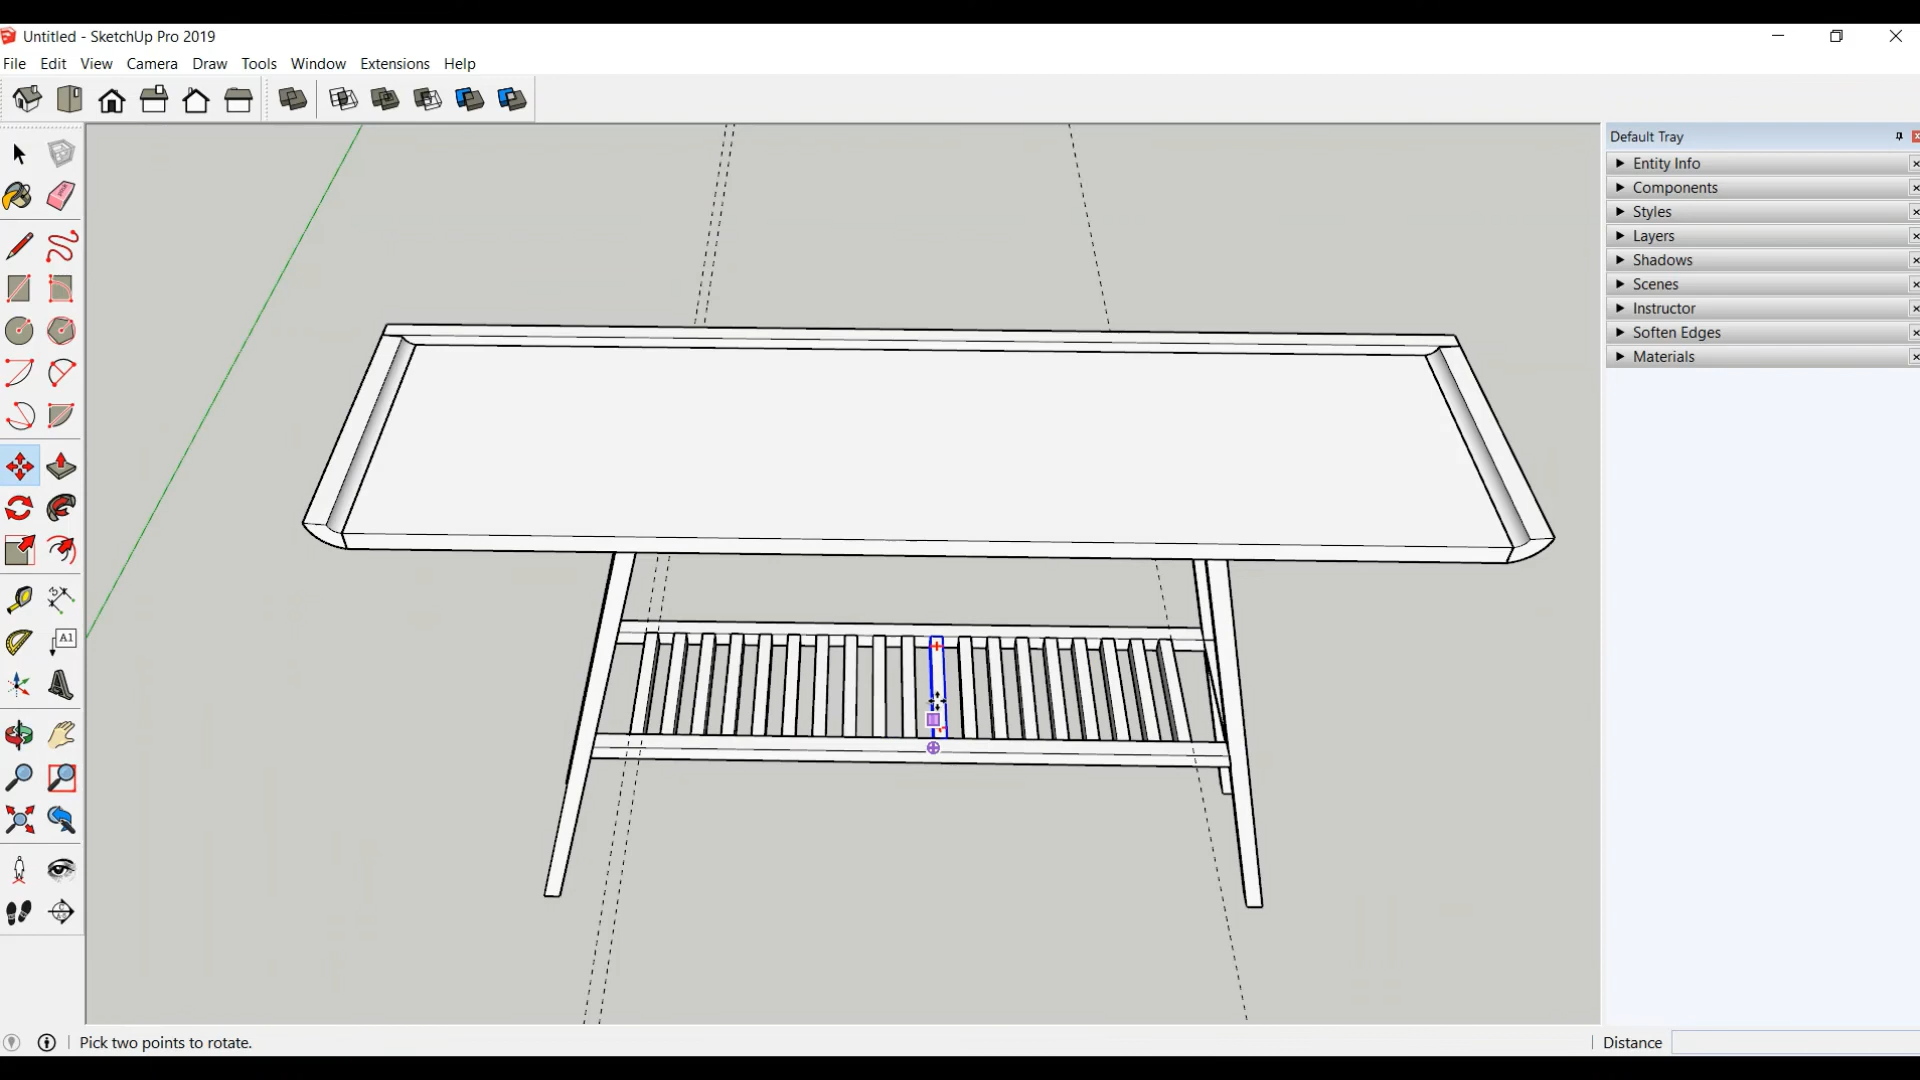 Untitled - SketchUp Pro 2019
File Edit View Camera Draw Tools Window Extensions Help
Default Tray
Entity Info
Components
Styles
Layers
Shadows
Scenes
Instructor
Soften Edges
Materials
A1
Pick two points to rotate.
Distance